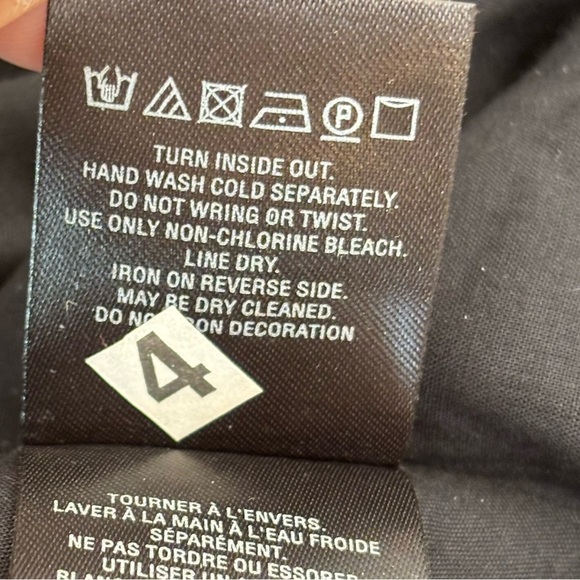 P
TURN INSIDE OUT.
HAND WASH COLD SEPARATELY.
DO NOT WRING OR TWIST.
USE ONLY NON-CHLORINE BLEACH.
LINE DRY.
IRON ON REVERSE SIDE.
MAY BE DRY CLEANED.
DO DECORATION
4
TOURNER À L'ENVERS.
LAVER À LA MAIN À L'EAU FROIDE
SÉPARÉMENT.
NE PAS TORDRE OU ESSORER.
UTILISER UN